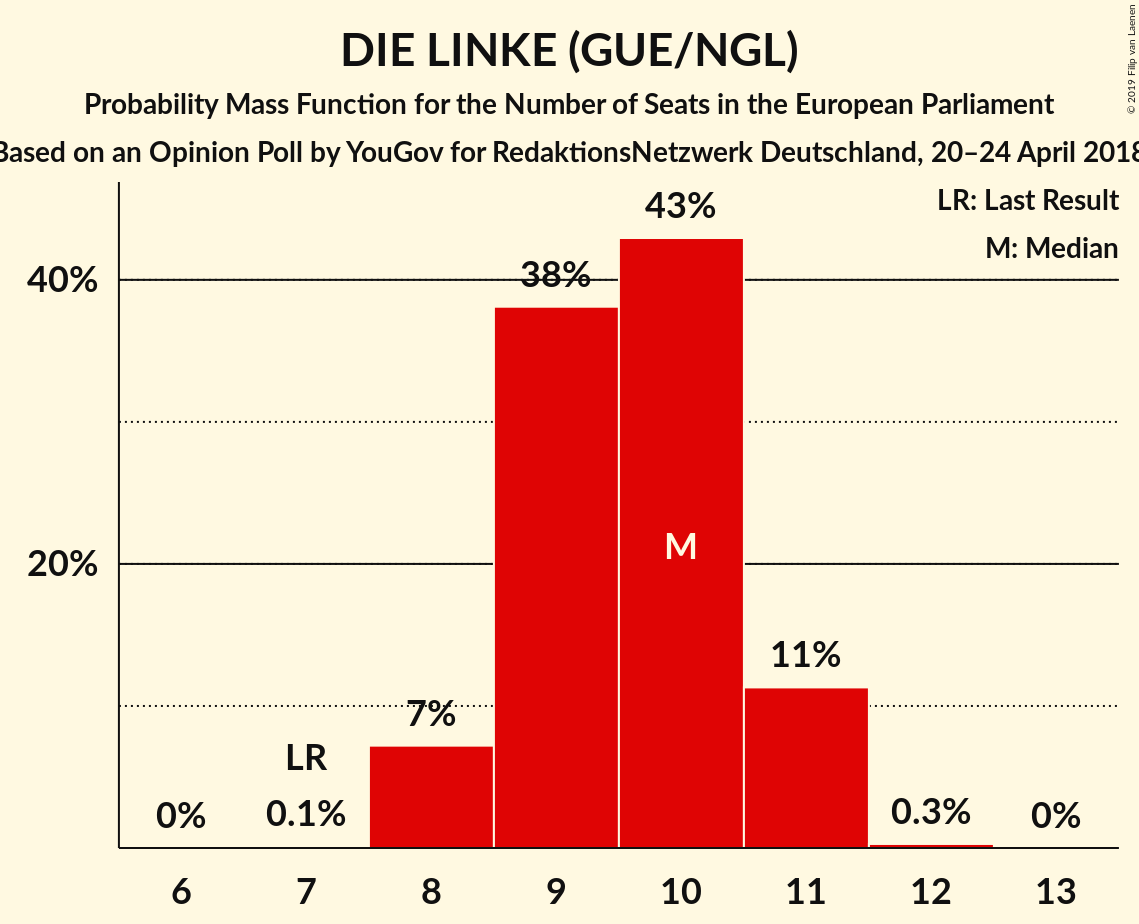 DIE LINKE (GUE/NGL)
Probability Mass Function for the Number of Seats in the European Parliament
Based on an Opinion Poll by YouGov for RedaktionsNetzwerk Deutschland, 20–24 April 2018
© 2019 Filip van Laenen
LR: Last Result
M: Median
43%
40%
38%
M
20%
11%
7%
LR
0% 0.1% 0.3% 0%
6 7 8 9 10 11 12 13